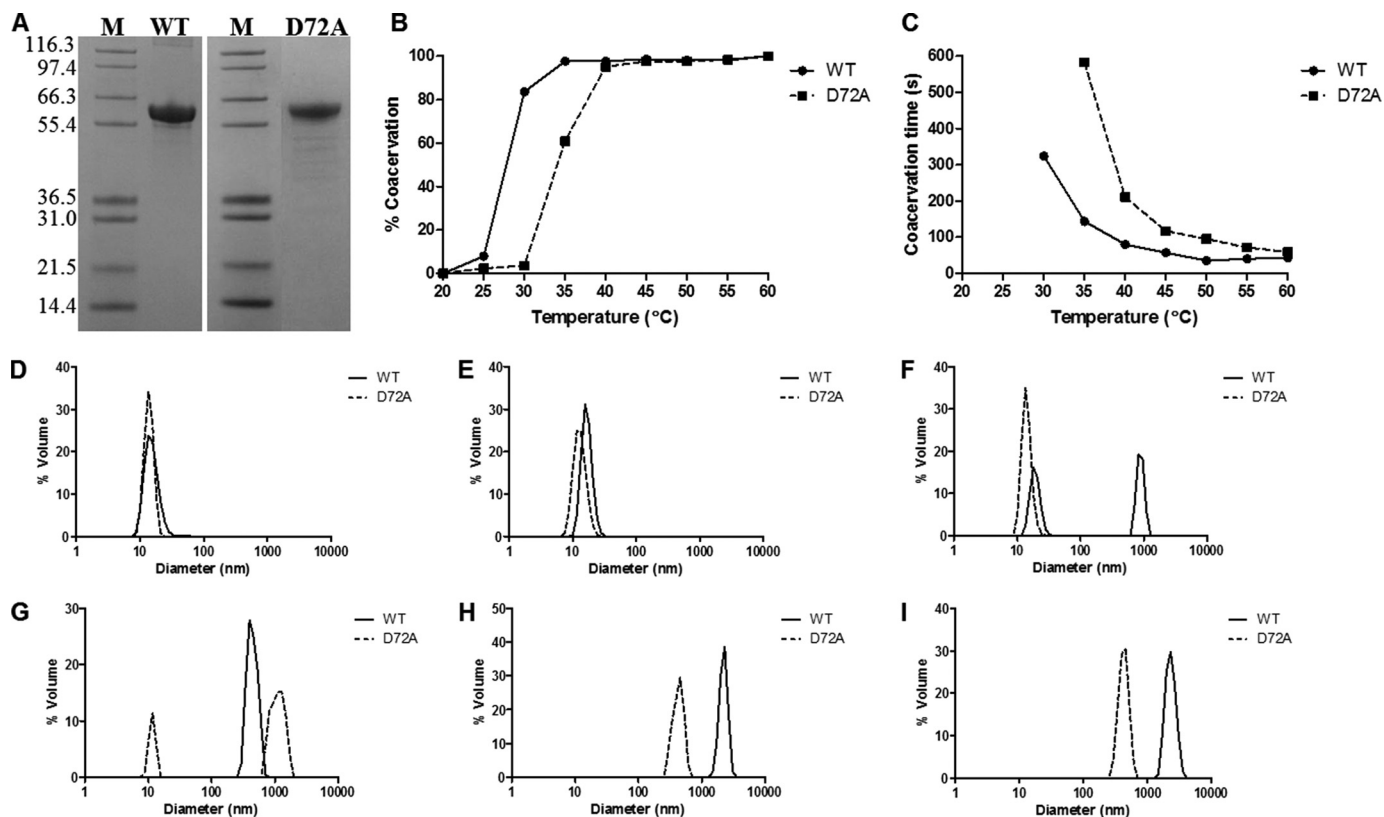 A M WT M D72A
116.3
97.4
66.3
55.4
36.5
31.0
21.5
14.4
B
% Coacervation
100
80
60
40
20
0
20 25 30 35 40 45 50 55 60
Temperature (°C)
WT
D72A
C
Coacervation time (s)
600
500
400
300
200
100
0
20 25 30 35 40 45 50 55 60
Temperature (°C)
WT
D72A
D
% Volume
40
30
20
10
0
1 10 100 1000 10000
Diameter (nm)
WT
D72A
E
% Volume
40
30
20
10
0
1 10 100 1000 10000
Diameter (nm)
WT
D72A
F
% Volume
40
30
20
10
0
1 10 100 1000 10000
Diameter (nm)
WT
D72A
G
% Volume
30
20
10
0
1 10 100 1000 10000
Diameter (nm)
WT
D72A
H
% Volume
50
40
30
20
10
0
1 10 100 1000 10000
Diameter (nm)
WT
D72A
I
% Volume
40
30
20
10
0
1 10 100 1000 10000
Diameter (nm)
WT
D72A